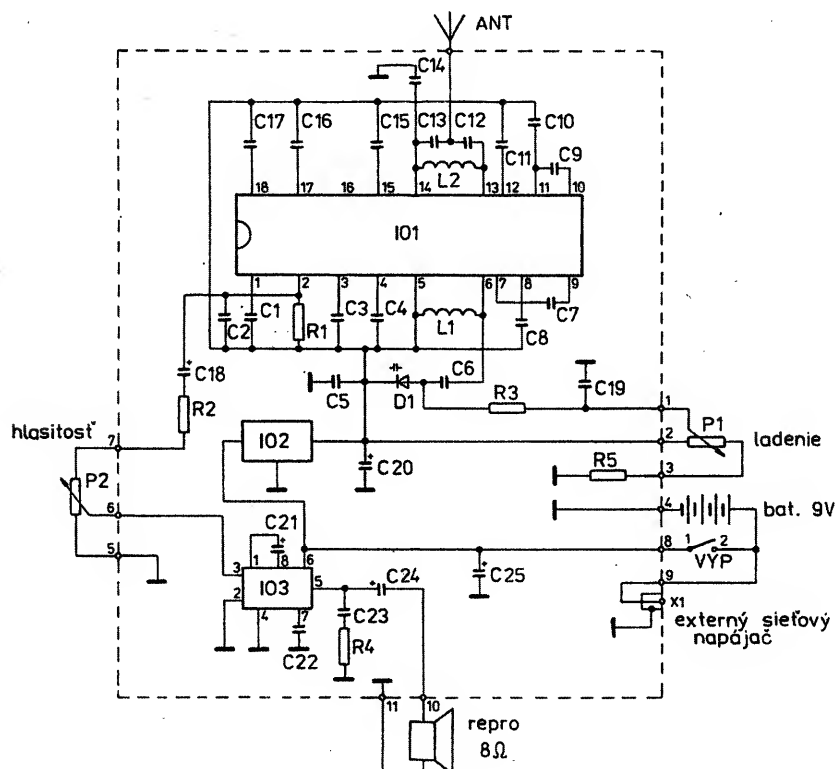 ANT
C14
C17 C16 C15 C13 C12 C10
C11 C9
L2
18 17 16 15 14 13 12 11 10
IO1
1 2 3 4 5 6 7 8 9
C2 C1 R1 C3 C4 L1 C8 C7
+ C18
C5 D1 C6 R3 C19
R2
hlasitosť
7
IO2
+ C20
1
2
3
P1
ladenie
R5
P2
6
5
4
bat. 9V
8 1 2
VYP
9
X1
externý sieťový
napájač
C21 +
1 8 6
3 IO3 5
2 4 7
+ C24
+ C25
C23
C22 R4
11 10
repro
8Ω